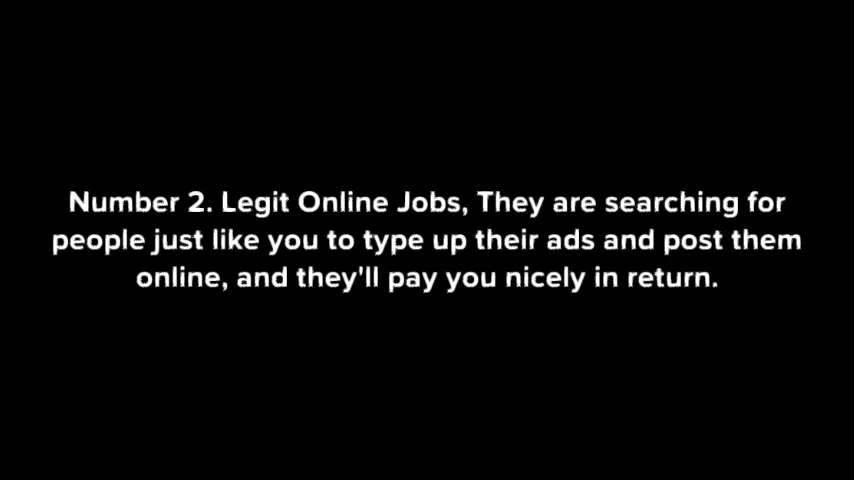 Number 2. Legit Online Jobs, They are searching for
people just like you to type up their ads and post them
online, and they'll pay you nicely in return.